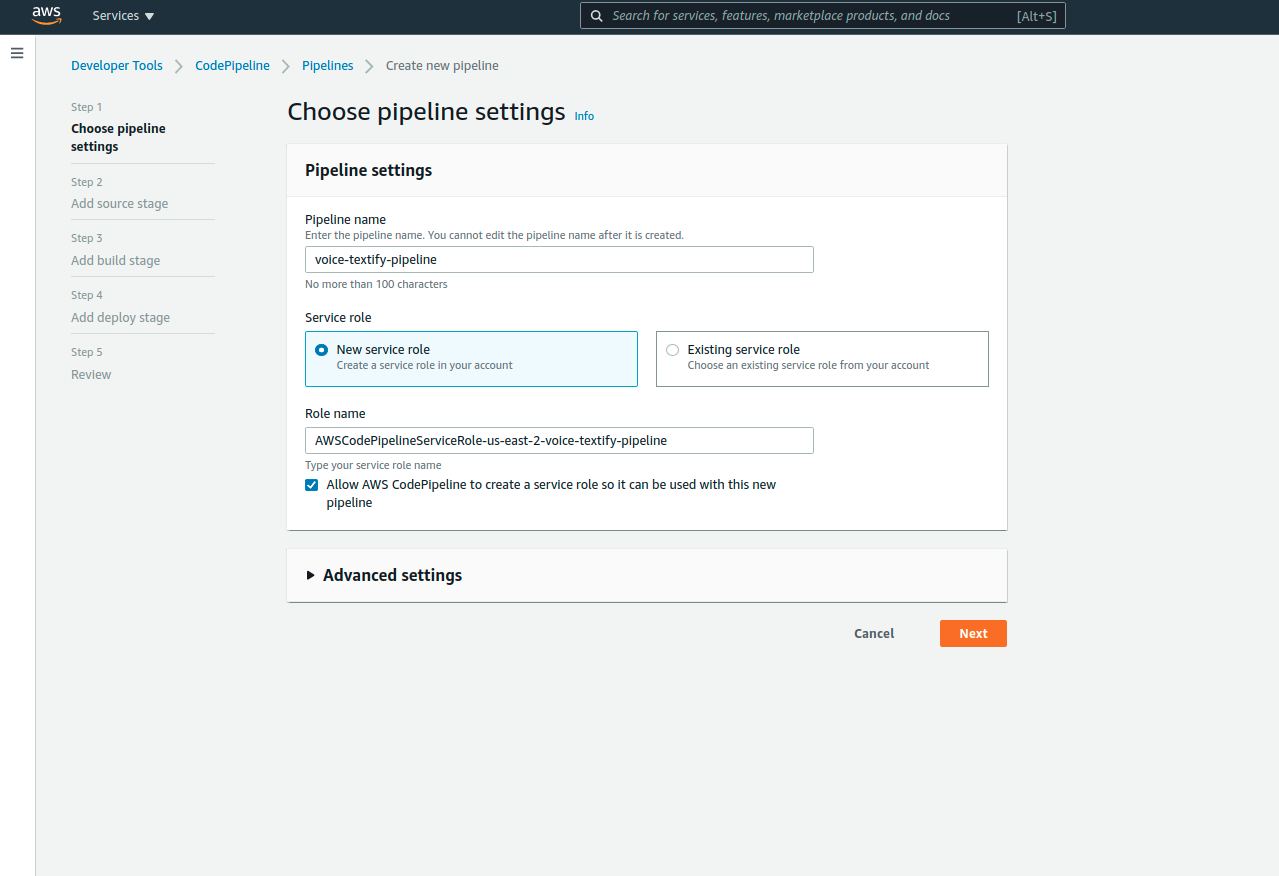 aws
Services
Search for services, features, marketplace products, and docs [Alt+S]
Developer Tools CodePipeline Pipelines Create new pipeline
Step 1
Choose pipeline
settings
Step 2
Add source stage
Step 3
Add build stage
Step 4
Add deploy stage
Step 5
Review
Choose pipeline settings Info
Pipeline settings
Pipeline name
Enter the pipeline name. You cannot edit the pipeline name after it is created.
voice-textify-pipeline
No more than 100 characters
Service role
New service role
Create a service role in your account
Existing service role
Choose an existing service role from your account
Role name
AWSCodePipelineServiceRole-us-east-2-voice-textify-pipeline
Type your service role name
Allow AWS CodePipeline to create a service role so it can be used with this new
pipeline
Advanced settings
Cancel
Next